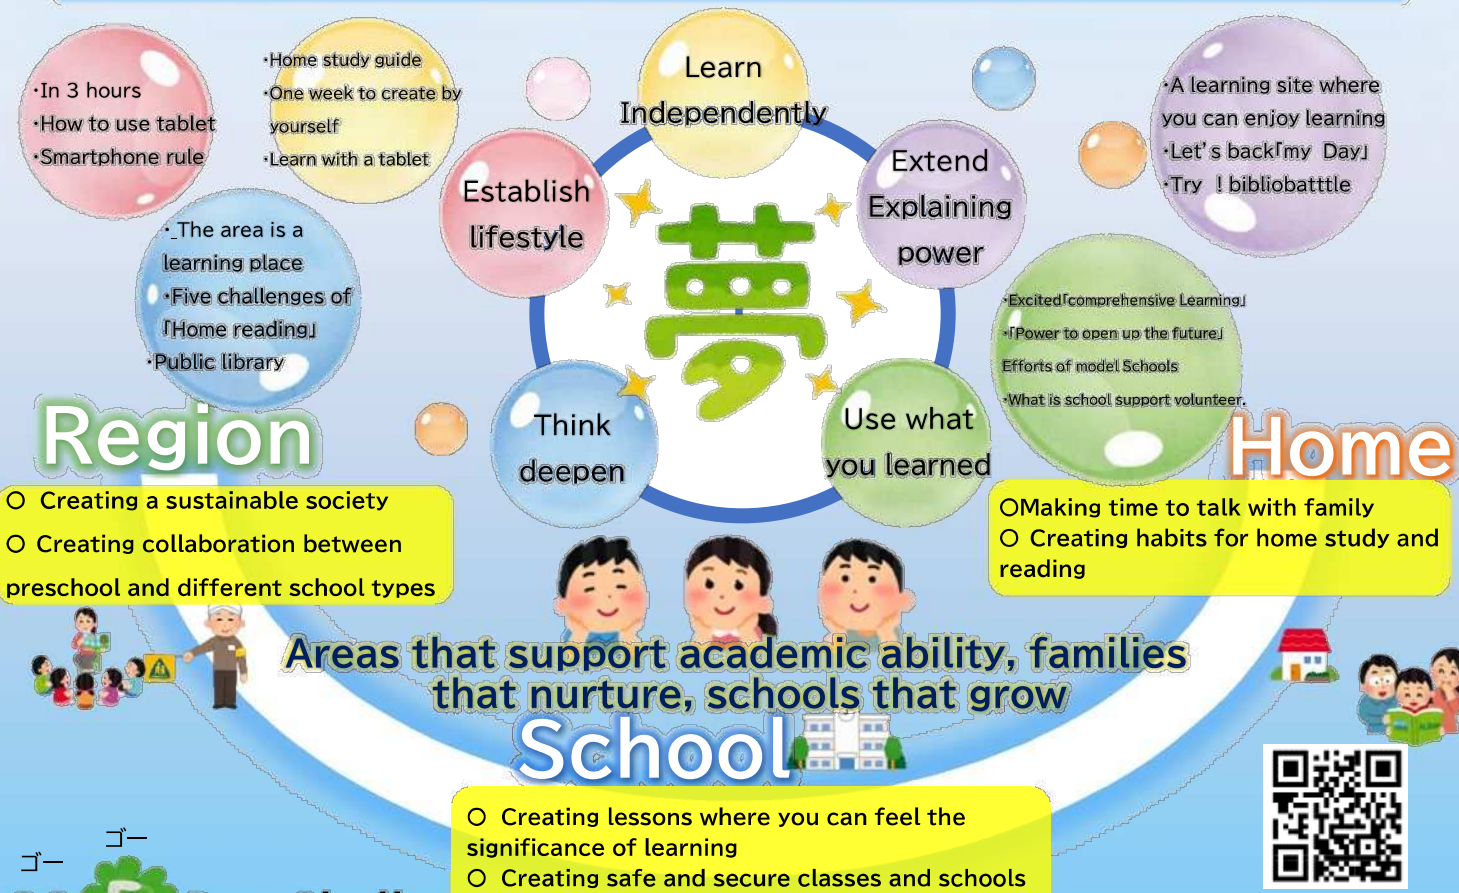 ·In 3 hours
·How to use tablet
·Smartphone rule
·Home study guide
·One week to create by
yourself
·Learn with a tablet
·_The area is a
learning place
·Five challenges of
「Home reading」
·Public library
Learn
Independently
Establish
lifestyle
Extend
Explaining
power
Think
deepen
Use what
you learned
夢
·A learning site where
you can enjoy learning
·Let's back「my Day」
·Try !bibliobatttle
·Excited「comprehensive Learning」
·「Power to open up the future」
Efforts of model Schools
·What is school support volunteer.
Region
○ Creating a sustainable society
○ Creating collaboration between
preschool and different school types
Home
○Making time to talk with family
○ Creating habits for home study and
reading
Areas that support academic ability, families
that nurture, schools that grow
School
○ Creating lessons where you can feel the
significance of learning
○ Creating safe and secure classes and schools
ゴー
ゴー